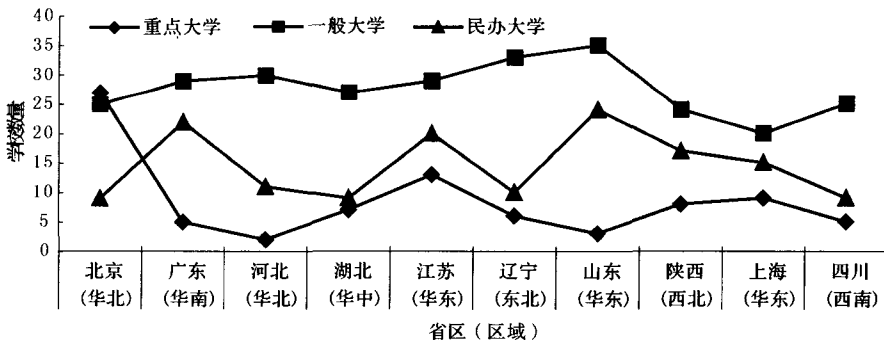 40
重点大学 一般大学 民办大学
35
30
25
20
15
10
5
0
学校数量
北京 广东 河北 湖北 江苏 辽宁 山东 陕西 上海 四川
(华北) (华南) (华北) (华中) (华东) (东北) (华东) (西北) (华东) (西南)
省区(区域)